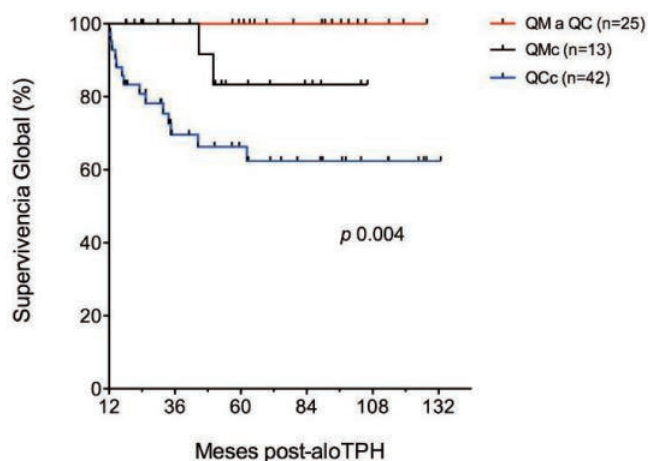 100
80
60
40
20
0
Supervivencia Global (%)
QM a QC (n=25)
QMc (n=13)
QCc (n=42)
p 0.004
12 36 60 84 108 132
Meses post-aloTPH